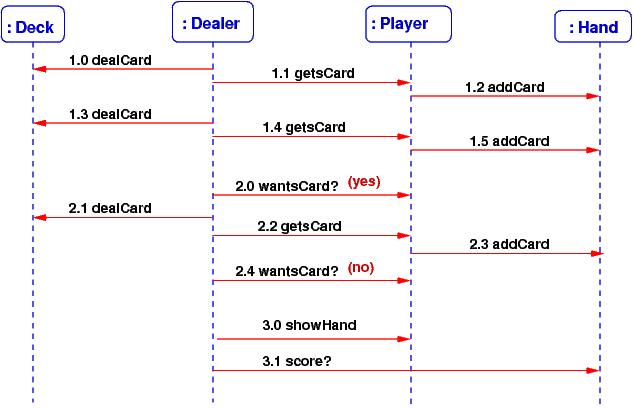 : Deck
: Dealer
: Player
: Hand
1.0 dealCard
1.1 getsCard
1.2 addCard
1.3 dealCard
1.4 getsCard
1.5 addCard
2.0 wantsCard? (yes)
2.1 dealCard
2.2 getsCard
2.3 addCard
2.4 wantsCard? (no)
3.0 showHand
3.1 score?